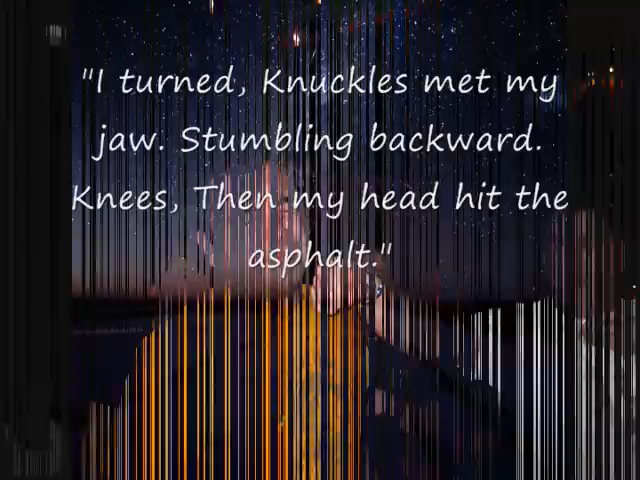 "I turned, Knuckles met my
jaw. Stumbling backward.
Knees, Then my head hit the
asphalt."